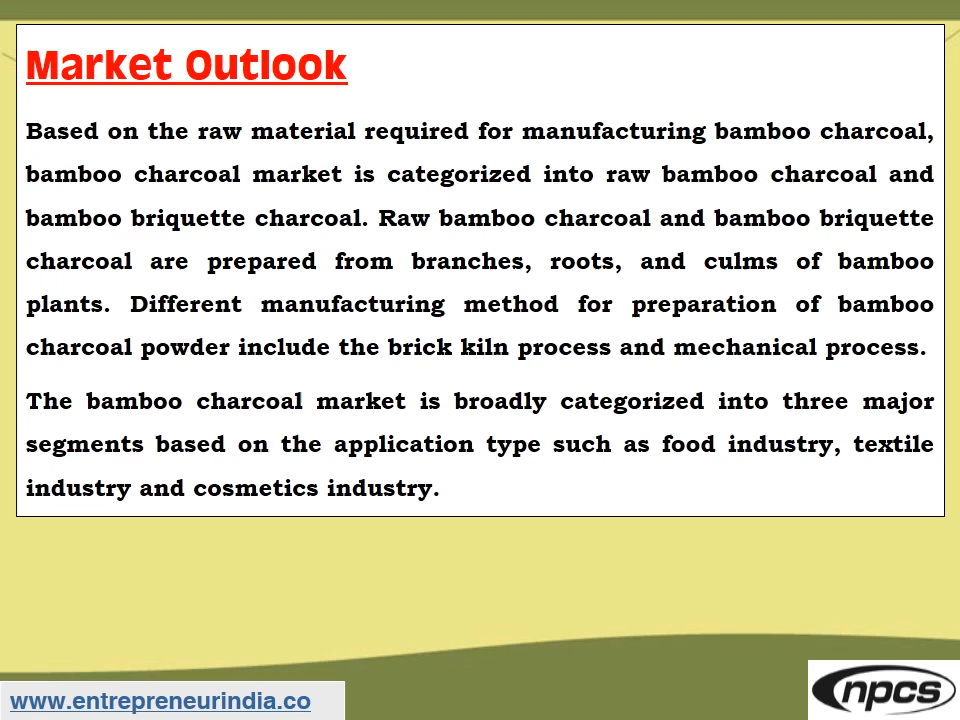 Market Outlook
Based on the raw material required for manufacturing bamboo charcoal,
bamboo charcoal market is categorized into raw bamboo charcoal and
bamboo briquette charcoal. Raw bamboo charcoal and bamboo briquette
charcoal are prepared from branches, roots, and culms of bamboo
plants. Different manufacturing method for preparation of bamboo
charcoal powder include the brick kiln process and mechanical process.
The bamboo charcoal market is broadly categorized into three major
segments based on the application type such as food industry, textile
industry and cosmetics industry.
www.entrepreneurindia.co
npcs